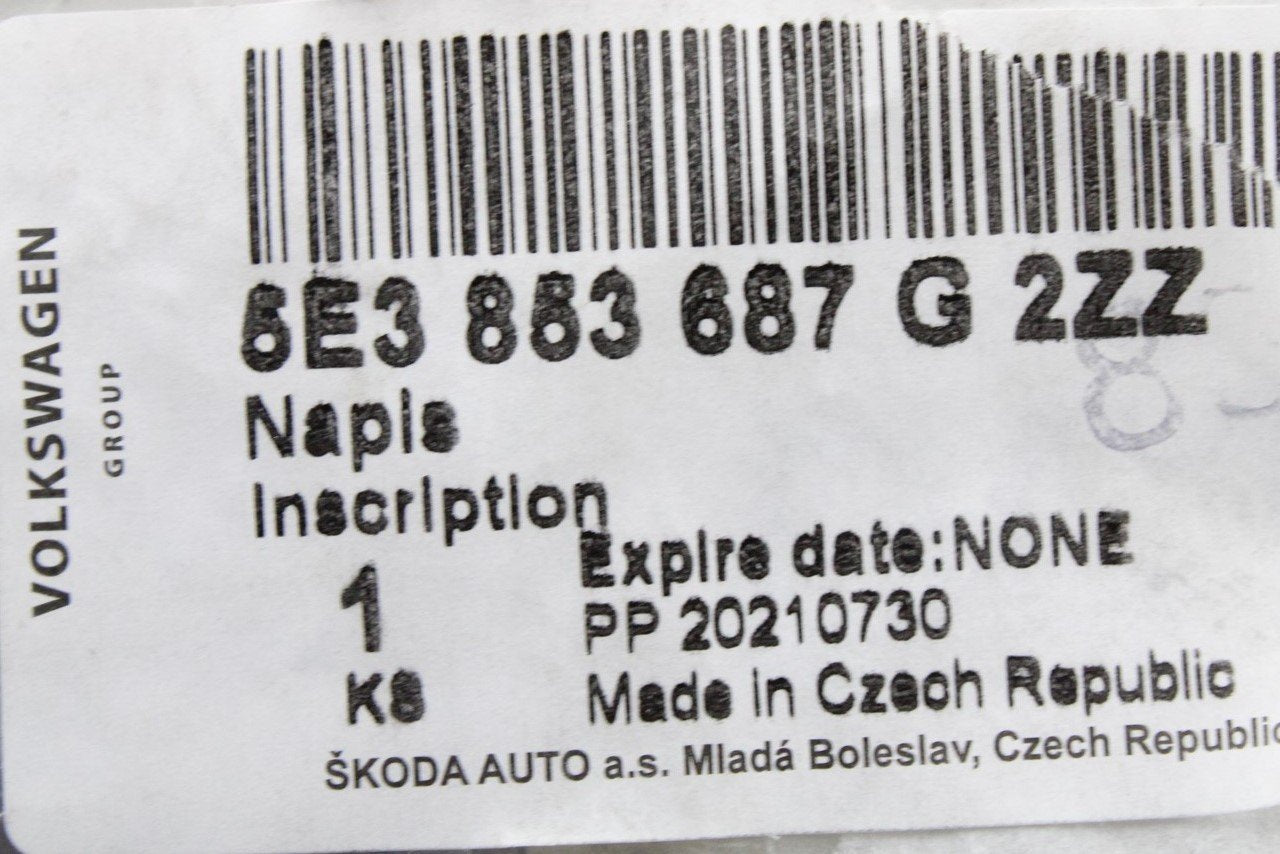 VOLKSWAGEN
GROUP
5E3 853 687 G 2ZZ
Napis
Inscription
Expire date:NONE
1
PP 20210730
KS
Made in Czech Republic
ŠKODA AUTO a.s. Mladá Boleslav, Czech Republic